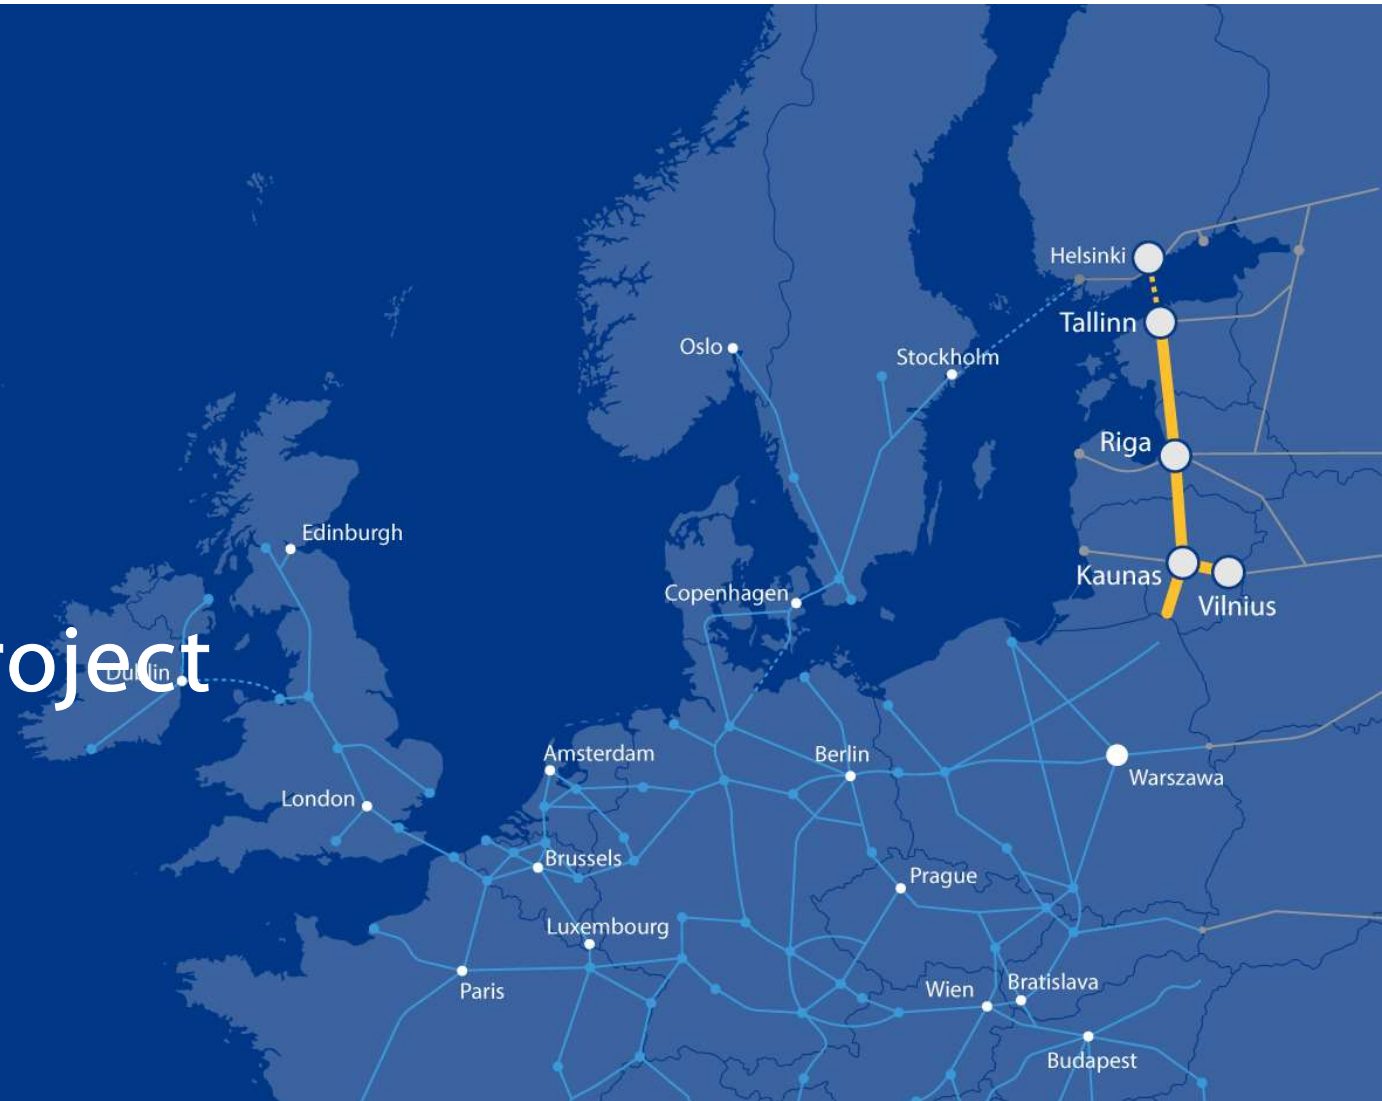 Helsinki
Tallinn
Oslo
Stockholm
Riga
Edinburgh
Kaunas
Copenhagen
Vilnius
roject
Dublin
Amsterdam
Berlin
Warszawa
London
Brussels
Prague
Luxembourg
Bratislava
Wien
Paris
Budapest